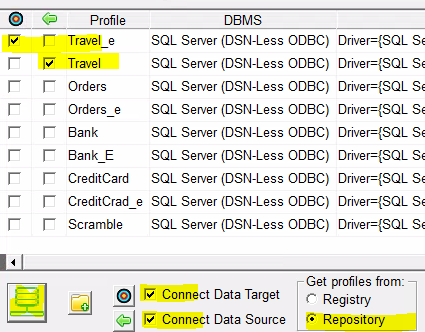 Profile DBMS
Travel_e SQL Server (DSN-Less ODBC) Driver={SQL Se
Travel SQL Server (DSN-Less ODBC) Driver={SQL Se
Orders SQL Server (DSN-Less ODBC) Driver={SQL Se
Orders_e SQL Server (DSN-Less ODBC) Driver={SQL Se
Bank SQL Server (DSN-Less ODBC) Driver={SQL Se
Bank_E SQL Server (DSN-Less ODBC) Driver={SQL Se
CreditCard SQL Server (DSN-Less ODBC) Driver={SQL Se
CreditCrad_e SQL Server (DSN-Less ODBC) Driver={SQL Se
Scramble SQL Server (DSN-Less ODBC) Driver={SQL Se
Connect Data Target
Connect Data Source
Get profiles from:
Registry
Repository